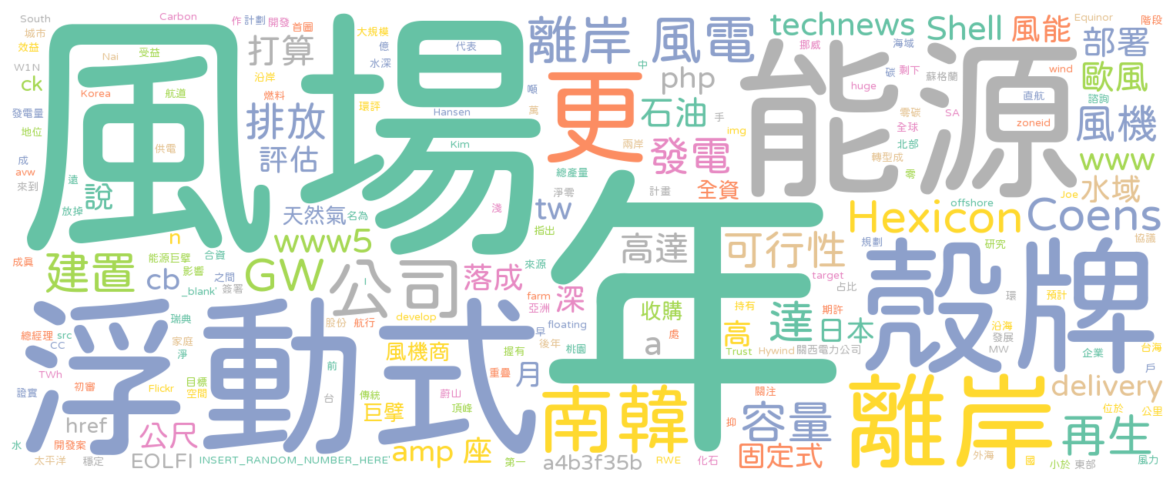 風場
年
能源
浮動式
殼牌
離岸
更
南韓
離岸 風電
technews
Shell
風能
部署
歐風
風機
www
水域
Hexicon
Coens
php
石油
發電
全資
打算
排放
評估
天然氣
tw
www5
說
建置
cb
GW
公司
高達
可行性
落成
深
收購
a
高
達
日本
月
風機商
巨擘
amp
座
容量
固定式
delivery
再生
a4b3f35b
公尺
EOLFI
href
INSERT_RANDOM_NUMBER_HERE'
South
城市
效益
W1N
ck
發電量
地位
成
avw
來到
遠
放掉
n
Carbon
作
計劃
開發
首圖
Nai
受益
Korea
航道
沿岸
燃料
供電
大規模
億
代表
水深
環評
噸
萬
中
Hansen
Kim
總產量
淨零
計畫
指出
名為
挪威
海域
碳
剩下
蘇格蘭
huge
零碳
SA
全球
北部
轉型成
零
手
img
兩岸
Equinor
階段
wind
直航
諮詢
zoneid
Joe
offshore
協議
規劃
研究
target
占比
環
預計
成真
能源巨擘
影響
合資
之間
簽署
_blank'
瑞典
總經理
src
CC
家庭
淨
TWh
目標
初審
Flickr
空間
證實
水
開發案
太平洋
穩定
l
來源
farm
亞洲
股份
航行
develop
早
floating
後年
握有
桃園
重疊
前
蔚山
傳統
頂峰
台
第一
處
期許
持有
Trust
Hywind
關西電力公司
關注
抑
RWE
化石
沿海
發展
MW
企業
台海
戶
位於
公里
外海
國
小於
東部
風力